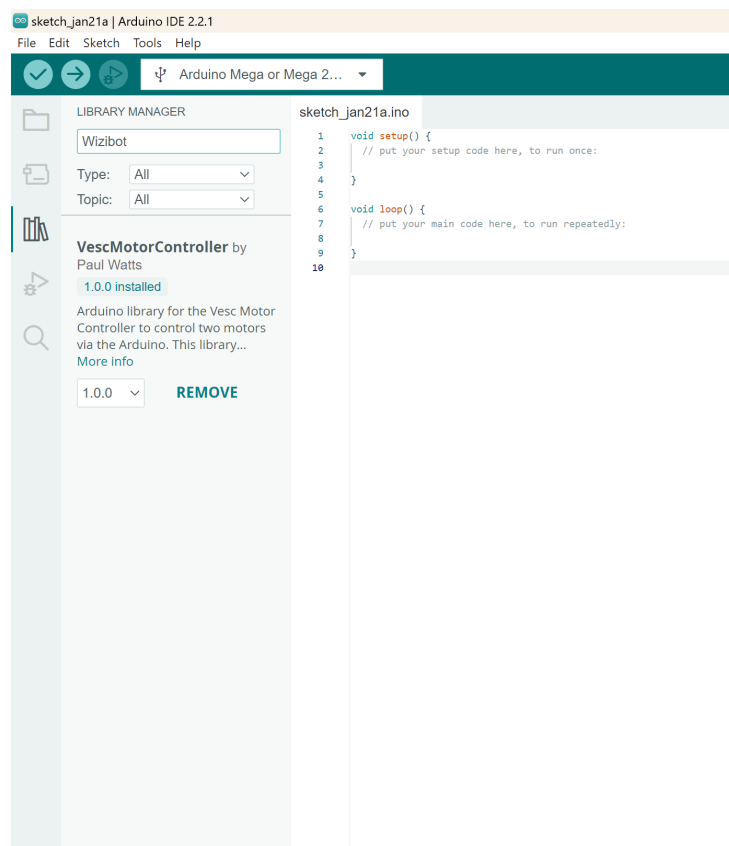 sketch_jan21a | Arduino IDE 2.2.1
File Edit Sketch Tools Help
Arduino Mega or Mega 2...
LIBRARY MANAGER
Wizibot
Type: All
Topic: All
VescMotorController by
Paul Watts
1.0.0 installed
Arduino library for the Vesc Motor
Controller to control two motors
via the Arduino. This library...
More info
1.0.0 REMOVE
sketch_jan21a.ino
1 void setup() {
2 // put your setup code here, to run once:
3
4 }
5
6 void loop() {
7 // put your main code here, to run repeatedly:
8
9 }
10